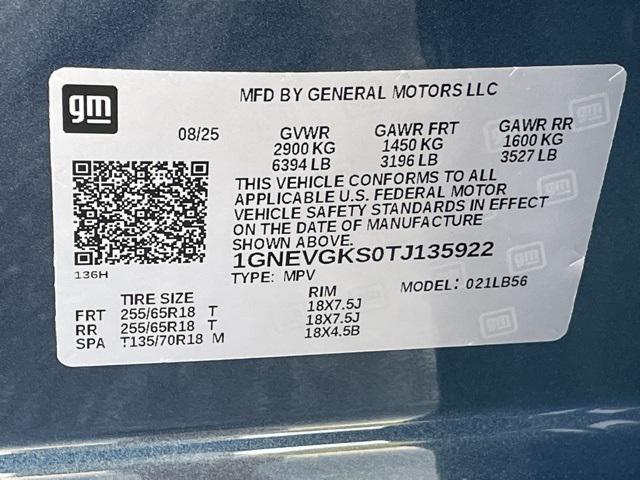 gm
MFD BY GENERAL MOTORS LLC
08/25 GVWR GAWR FRT GAWR RR
2900 KG 1450 KG 1600 KG
6394 LB 3196 LB 3527 LB
THIS VEHICLE CONFORMS TO ALL
APPLICABLE U.S. FEDERAL MOTOR
VEHICLE SAFETY STANDARDS IN EFFECT
ON THE DATE OF MANUFACTURE
SHOWN ABOVE.
1GNEVGKS0TJ135922
136H
TYPE: MPV MODEL: 021LB56
TIRE SIZE RIM
FRT 255/65R18 T 18X7.5J
RR 255/65R18 T 18X7.5J
SPA T135/70R18 M 18X4.5B